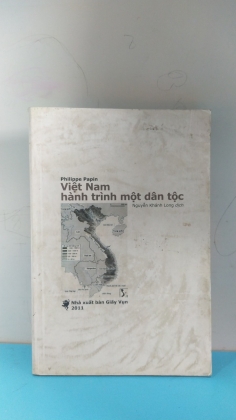 Philippe Papin
Việt Nam
hành trình một dân tộc
Nguyễn Khánh Long dịch
Nhà xuất bản Giấy Vụn
2011